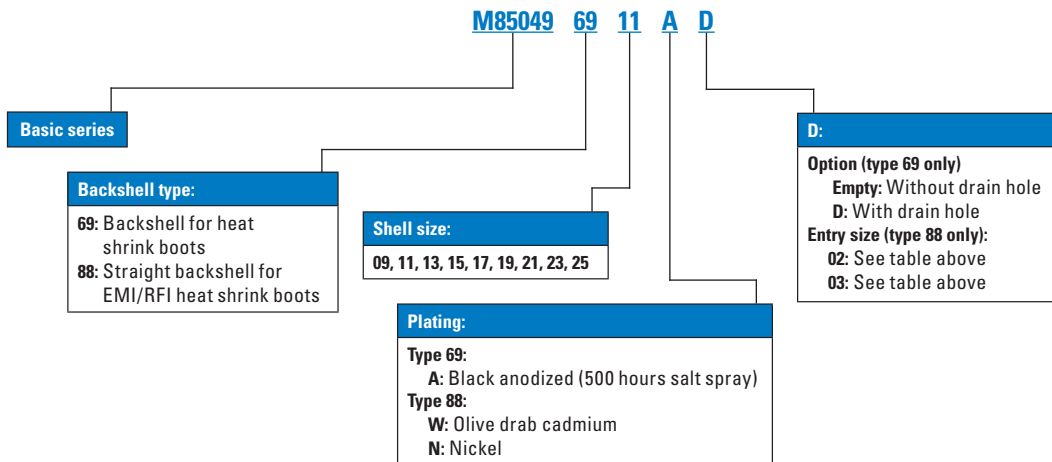 M85049 69 11 A D
Basic series
Backshell type:
69: Backshell for heat
shrink boots
88: Straight backshell for
EMI/RFI heat shrink boots
Shell size:
09, 11, 13, 15, 17, 19, 21, 23, 25
Plating:
Type 69:
A: Black anodized (500 hours salt spray)
Type 88:
W: Olive drab cadmium
N: Nickel
D:
Option (type 69 only)
Empty: Without drain hole
D: With drain hole
Entry size (type 88 only):
02: See table above
03: See table above